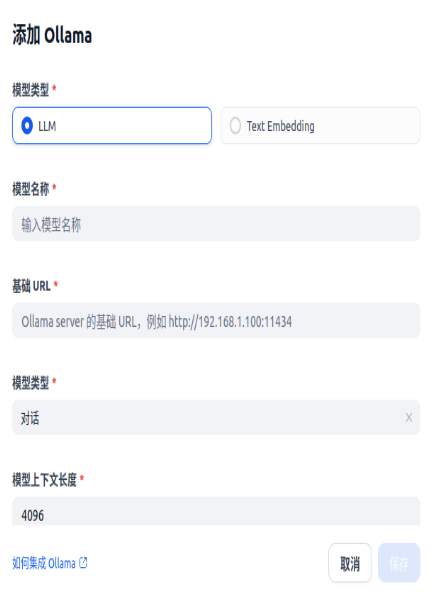 添加 Ollama
模型类型 *
LLM
Text Embedding
模型名称 *
输入模型名称
基础 URL *
Ollama server 的基础 URL，例如 http://192.168.1.100:11434
模型类型 *
对话
模型上下文长度 *
4096
如何集成 Ollama
取消
保存